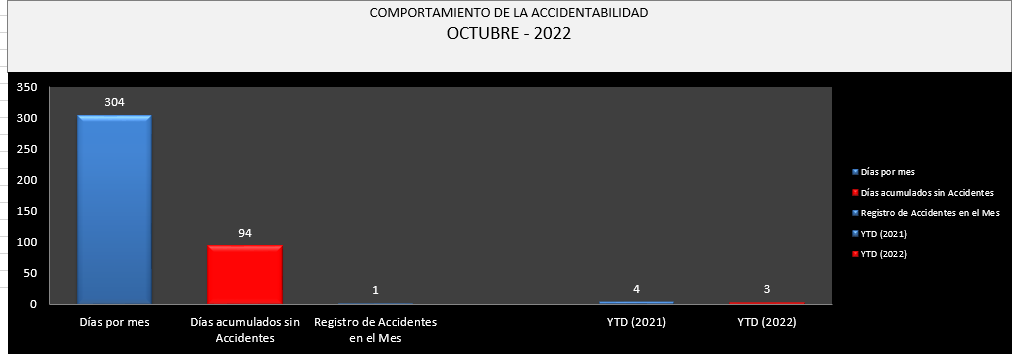 COMPORTAMIENTO DE LA ACCIDENTABILIDAD
OCTUBRE - 2022
350
300
250
200
150
100
50
0
304
94
1
4
3
Días por mes
Días acumulados sin
Accidentes
Registro de Accidentes
en el Mes
YTD (2021)
YTD (2022)
Días por mes
Días acumulados sin Accidentes
Registro de Accidentes en el Mes
YTD (2021)
YTD (2022)